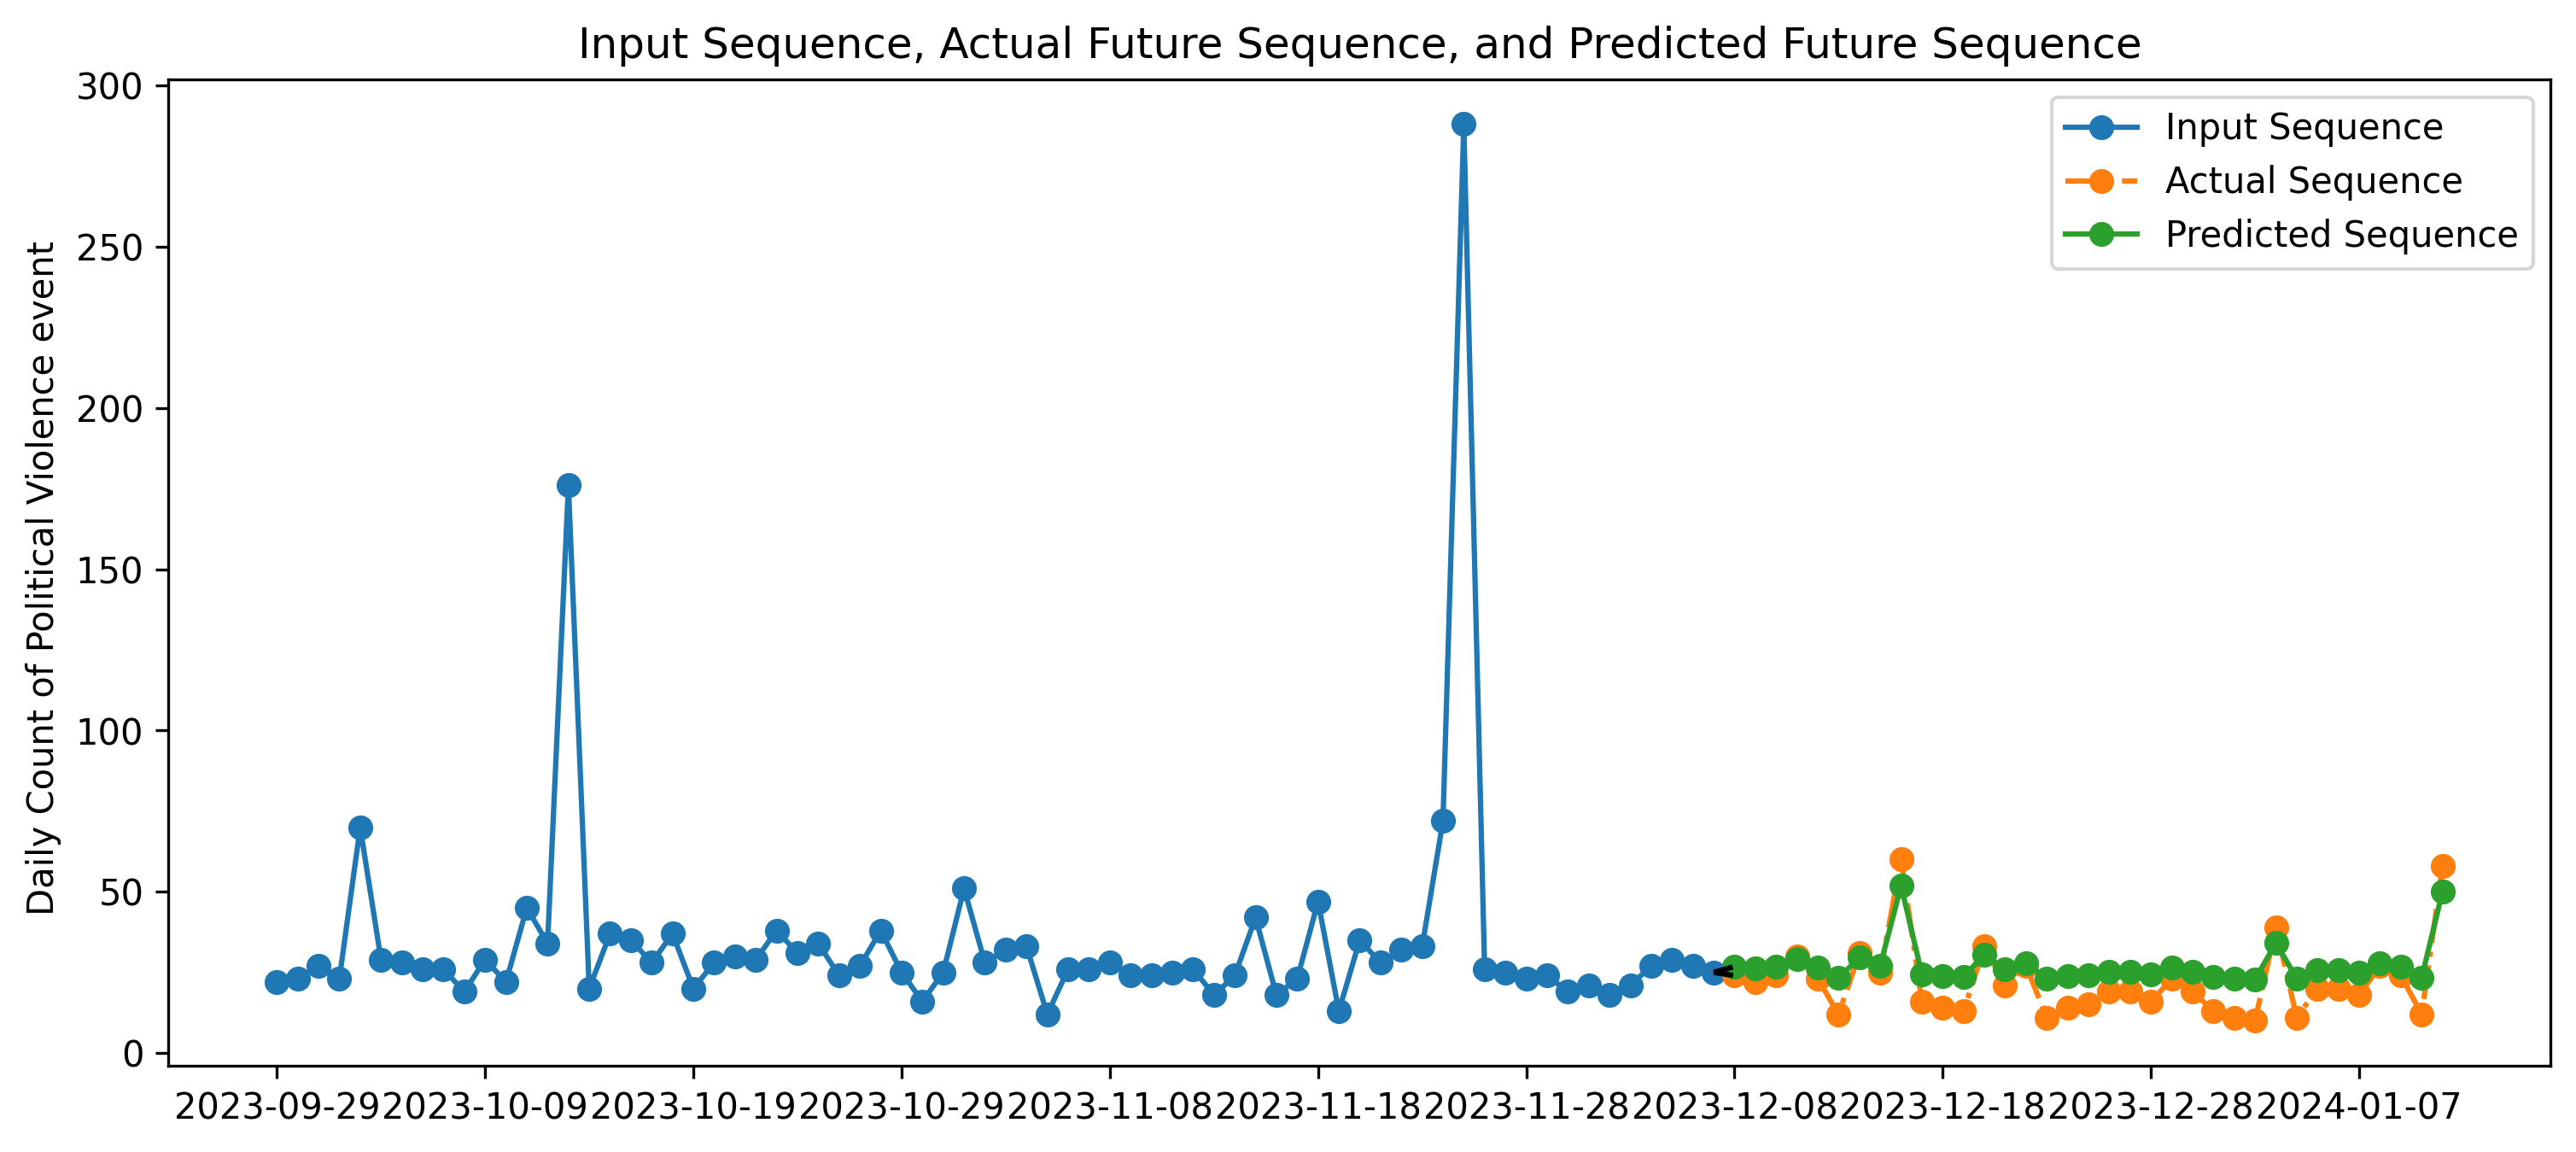 Input Sequence, Actual Future Sequence, and Predicted Future Sequence
300
250
200
150
100
50
0
Daily Count of Political Violence event
Input Sequence
Actual Sequence
Predicted Sequence
2023-09-29 2023-10-09 2023-10-19 2023-10-29 2023-11-08 2023-11-18 2023-11-28 2023-12-08 2023-12-18 2023-12-28 2024-01-07